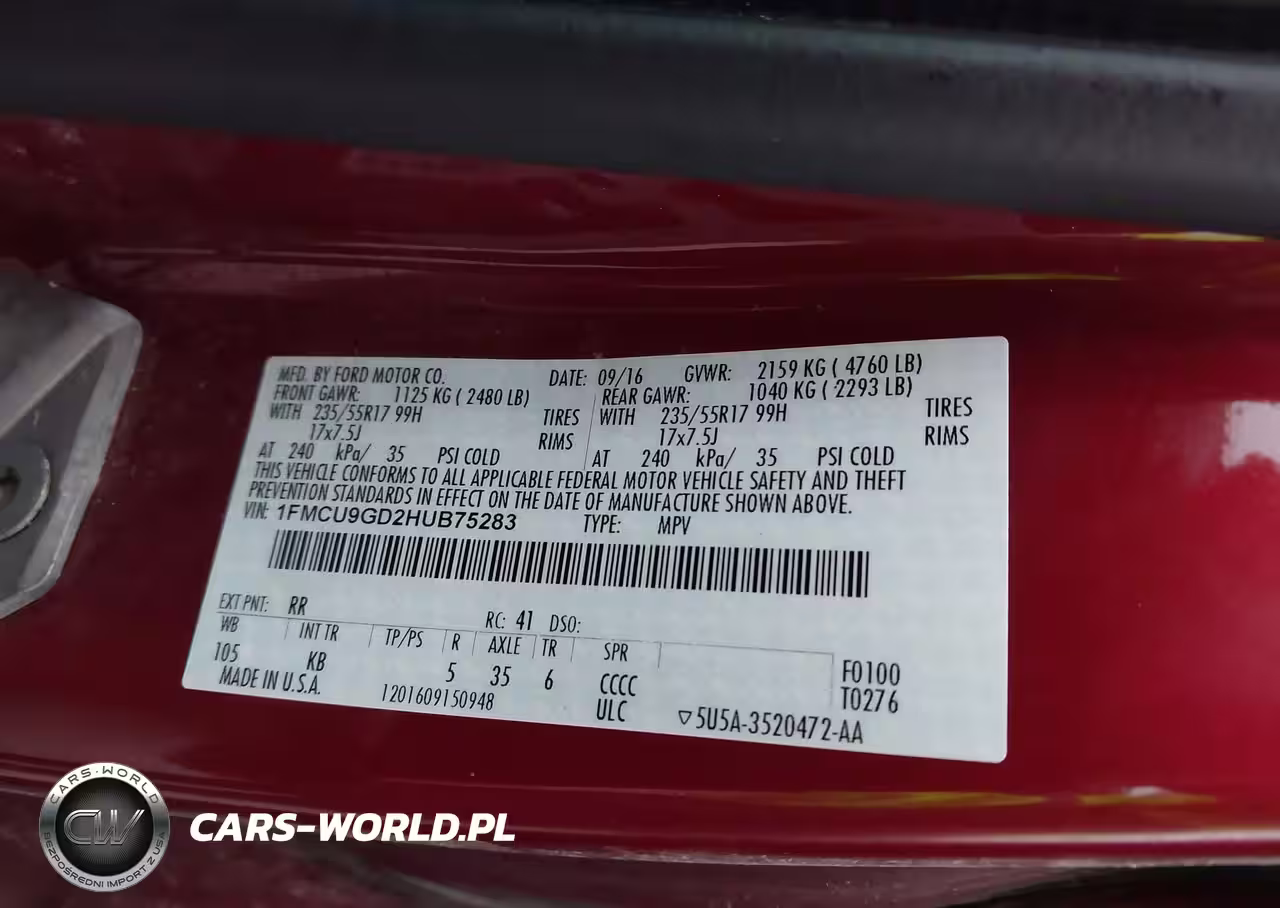 MFD. BY FORD MOTOR CO. DATE: 09/16 GVWR: 2159 KG ( 4760 LB)
FRONT GAWR: 1125 KG ( 2480 LB) REAR GAWR: 1040 KG ( 2293 LB)
WITH 235/55R17 99H TIRES WITH 235/55R17 99H TIRES
17x7.5J RIMS 17x7.5J RIMS
AT 240 kPa/ 35 PSI COLD AT 240 kPa/ 35 PSI COLD
THIS VEHICLE CONFORMS TO ALL APPLICABLE FEDERAL MOTOR VEHICLE SAFETY AND THEFT
PREVENTION STANDARDS IN EFFECT ON THE DATE OF MANUFACTURE SHOWN ABOVE.
VIN: 1FMCU9GD2HUB75283 TYPE: MPV
EXT PNT: RR RC: 41 DSO:
WB INT TR TP/PS R AXLE TR SPR
105 KB 5 35 6 CCCC F0100
MADE IN U.S.A. 1201609150948 ULC T0276
▽5U5A-3520472-AA
CARS-WORLD
CW
BEZPOŚREDNI IMPORT Z USA
CARS-WORLD.PL